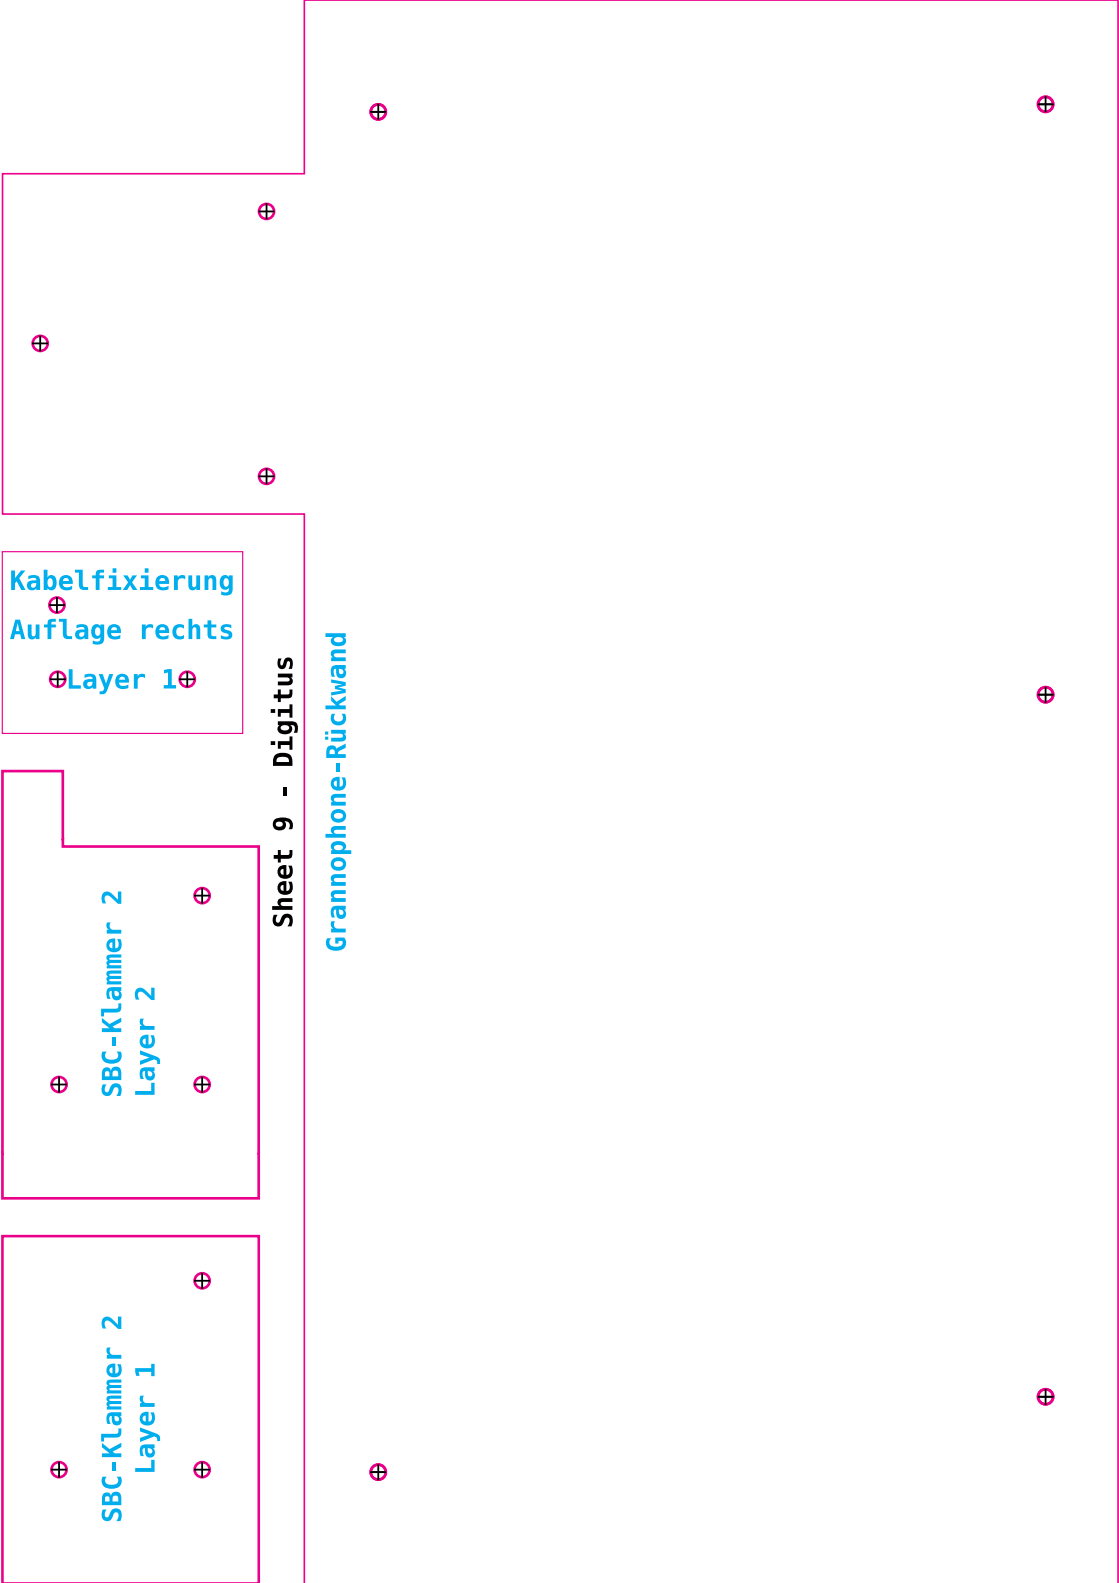 Kabelfixierung
Auflage rechts
Layer 1
Sheet 9 - Digitus
Grannophone-Rückwand
SBC-Klammer 2
Layer 2
SBC-Klammer 2
Layer 1